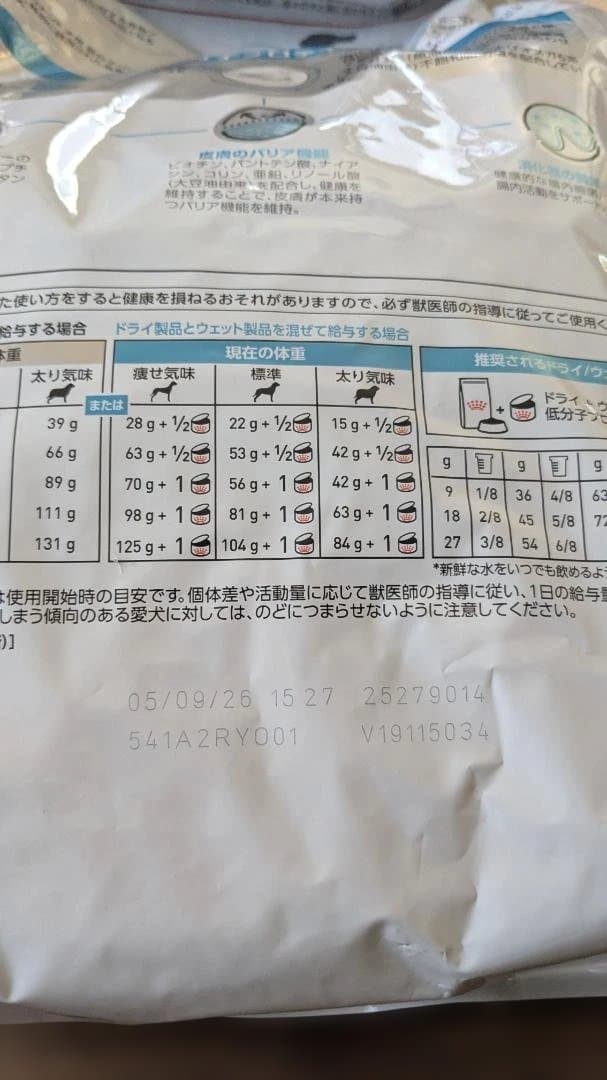 皮膚のバリア機能
ビオチン、パントテン酸、ナイア
シン、コリン、亜鉛、リノール酸
(大豆油由来)を配合し、健康を
維持することで、皮膚が本来持
つバリア機能を維持。
健康的な
腸内活動をサポー
た使い方をすると健康を損ねるおそれがありますので、必ず獣医師の指導に従ってご使用く
給与する場合
ドライ製品とウェット製品を混ぜて給与する場合
体重
現在の体重
推奨されるドライ/ウ
太り気味
痩せ気味
標準
太り気味
または
+
ドライ
低分子
39 g
28 g + 1/2
22 g + 1/2
15 g + 1/2
66 g
63 g + 1/2
53 g + 1/2
42 g + 1/2
89 g
70 g + 1
56 g + 1
42 g + 1
111 g
98 g + 1
81 g + 1
63 g + 1
131 g
125 g + 1
104 g + 1
84 g + 1
g g g
9 1/8 36 4/8 63
18 2/8 45 5/8 72
27 3/8 54 6/8
*新鮮な水をいつでも飲めるよ
は使用開始時の目安です。個体差や活動量に応じて獣医師の指導に従い、1日の給与量
しまう傾向のある愛犬に対しては、のどにつまらせないように注意してください。
)]
05/09/26 15 27 25279014
541A2RY001 V19115034